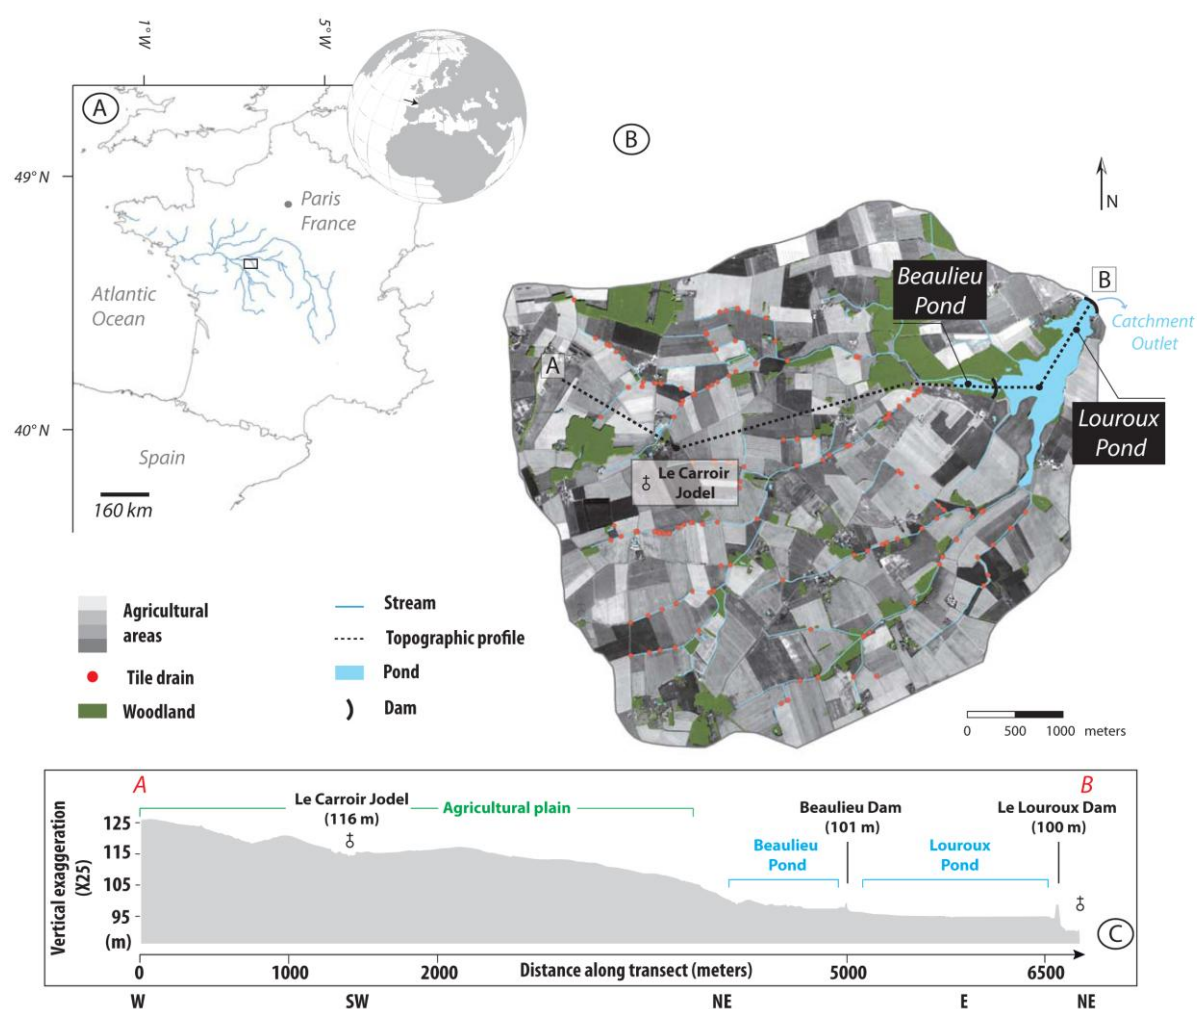 1°W
5°W
A
49° N
Paris
France
Atlantic
Ocean
40° N
Spain
160 km
B
N
Beaulieu
Pond
B
Catchment
Outlet
A
Louroux
Pond
Le Carroir
Jodel
0 500 1000 meters
Agricultural
areas
Tile drain
Woodland
Stream
Topographic profile
Pond
Dam
A
B
Le Carroir Jodel
(116 m)
Agricultural plain
Beaulieu Dam
(101 m)
Le Louroux Dam
(100 m)
Beaulieu
Pond
Louroux
Pond
Vertical exaggeration
(X25)
125
115
105
95
(m)
C
0 1000 2000 Distance along transect (meters) 5000 6500
W SW NE E NE